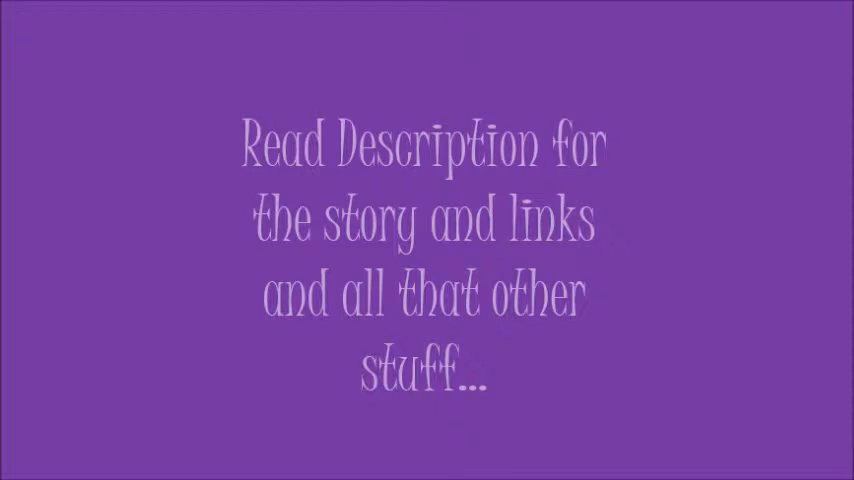 Read Description for
the story and links
and all that other
stuff...